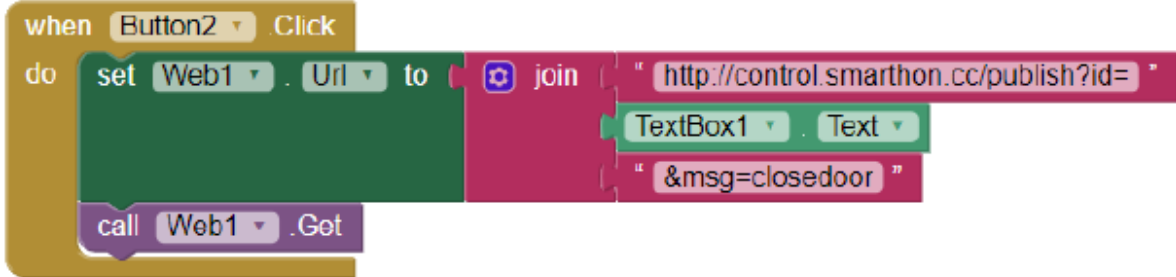 when Button2 .Click
do set Web1 . Url to join " http://control.smarthon.cc/publish?id= "
TextBox1 . Text
" &msg=closedoor "
call Web1 .Get